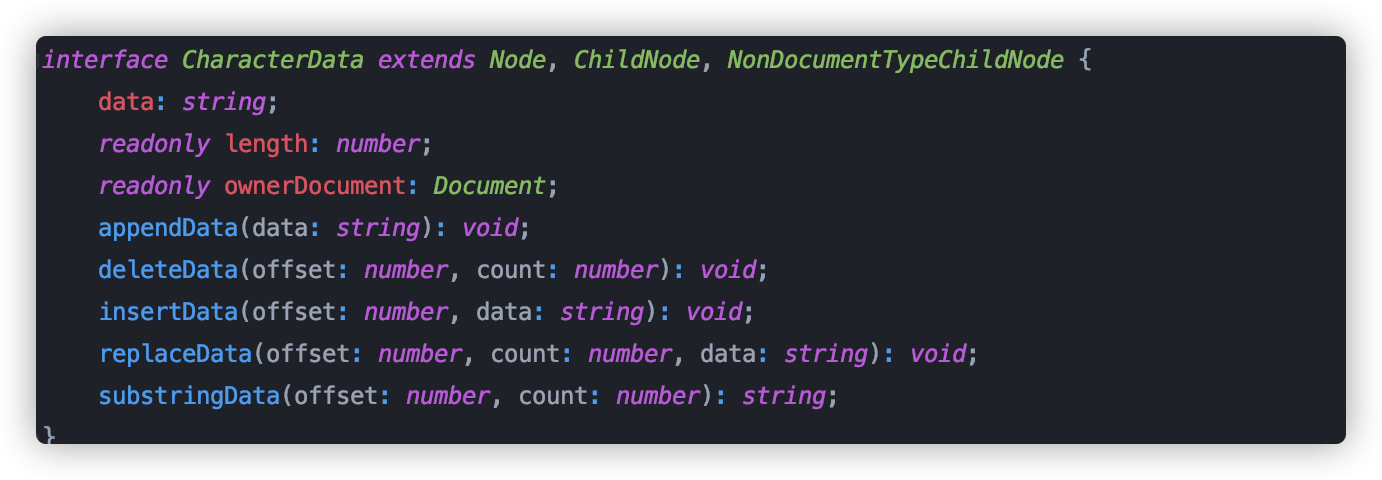 interface CharacterData extends Node, ChildNode, NonDocumentTypeChildNode {
    data: string;
    readonly length: number;
    readonly ownerDocument: Document;
    appendData(data: string): void;
    deleteData(offset: number, count: number): void;
    insertData(offset: number, data: string): void;
    replaceData(offset: number, count: number, data: string): void;
    substringData(offset: number, count: number): string;
}